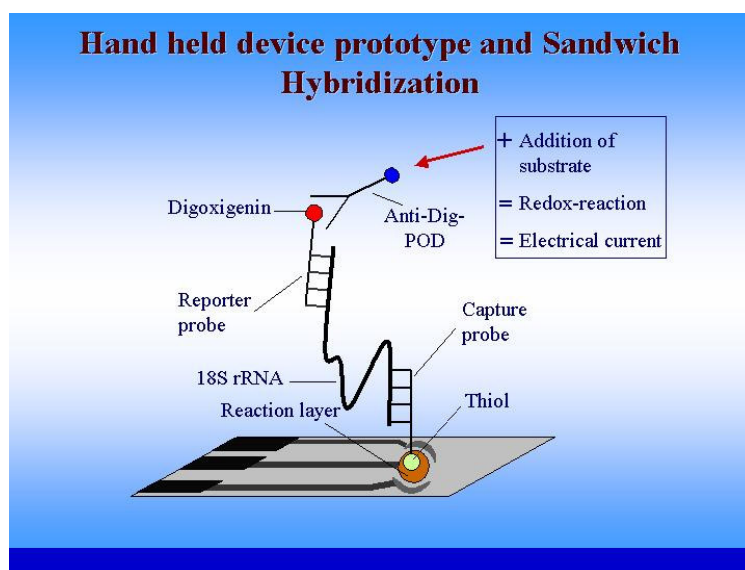 Hand held device prototype and Sandwich
Hybridization
+ Addition of
substrate
= Redox-reaction
= Electrical current
Digoxigenin
Anti-Dig-
POD
Reporter
probe
Capture
probe
18S rRNA
Thiol
Reaction layer